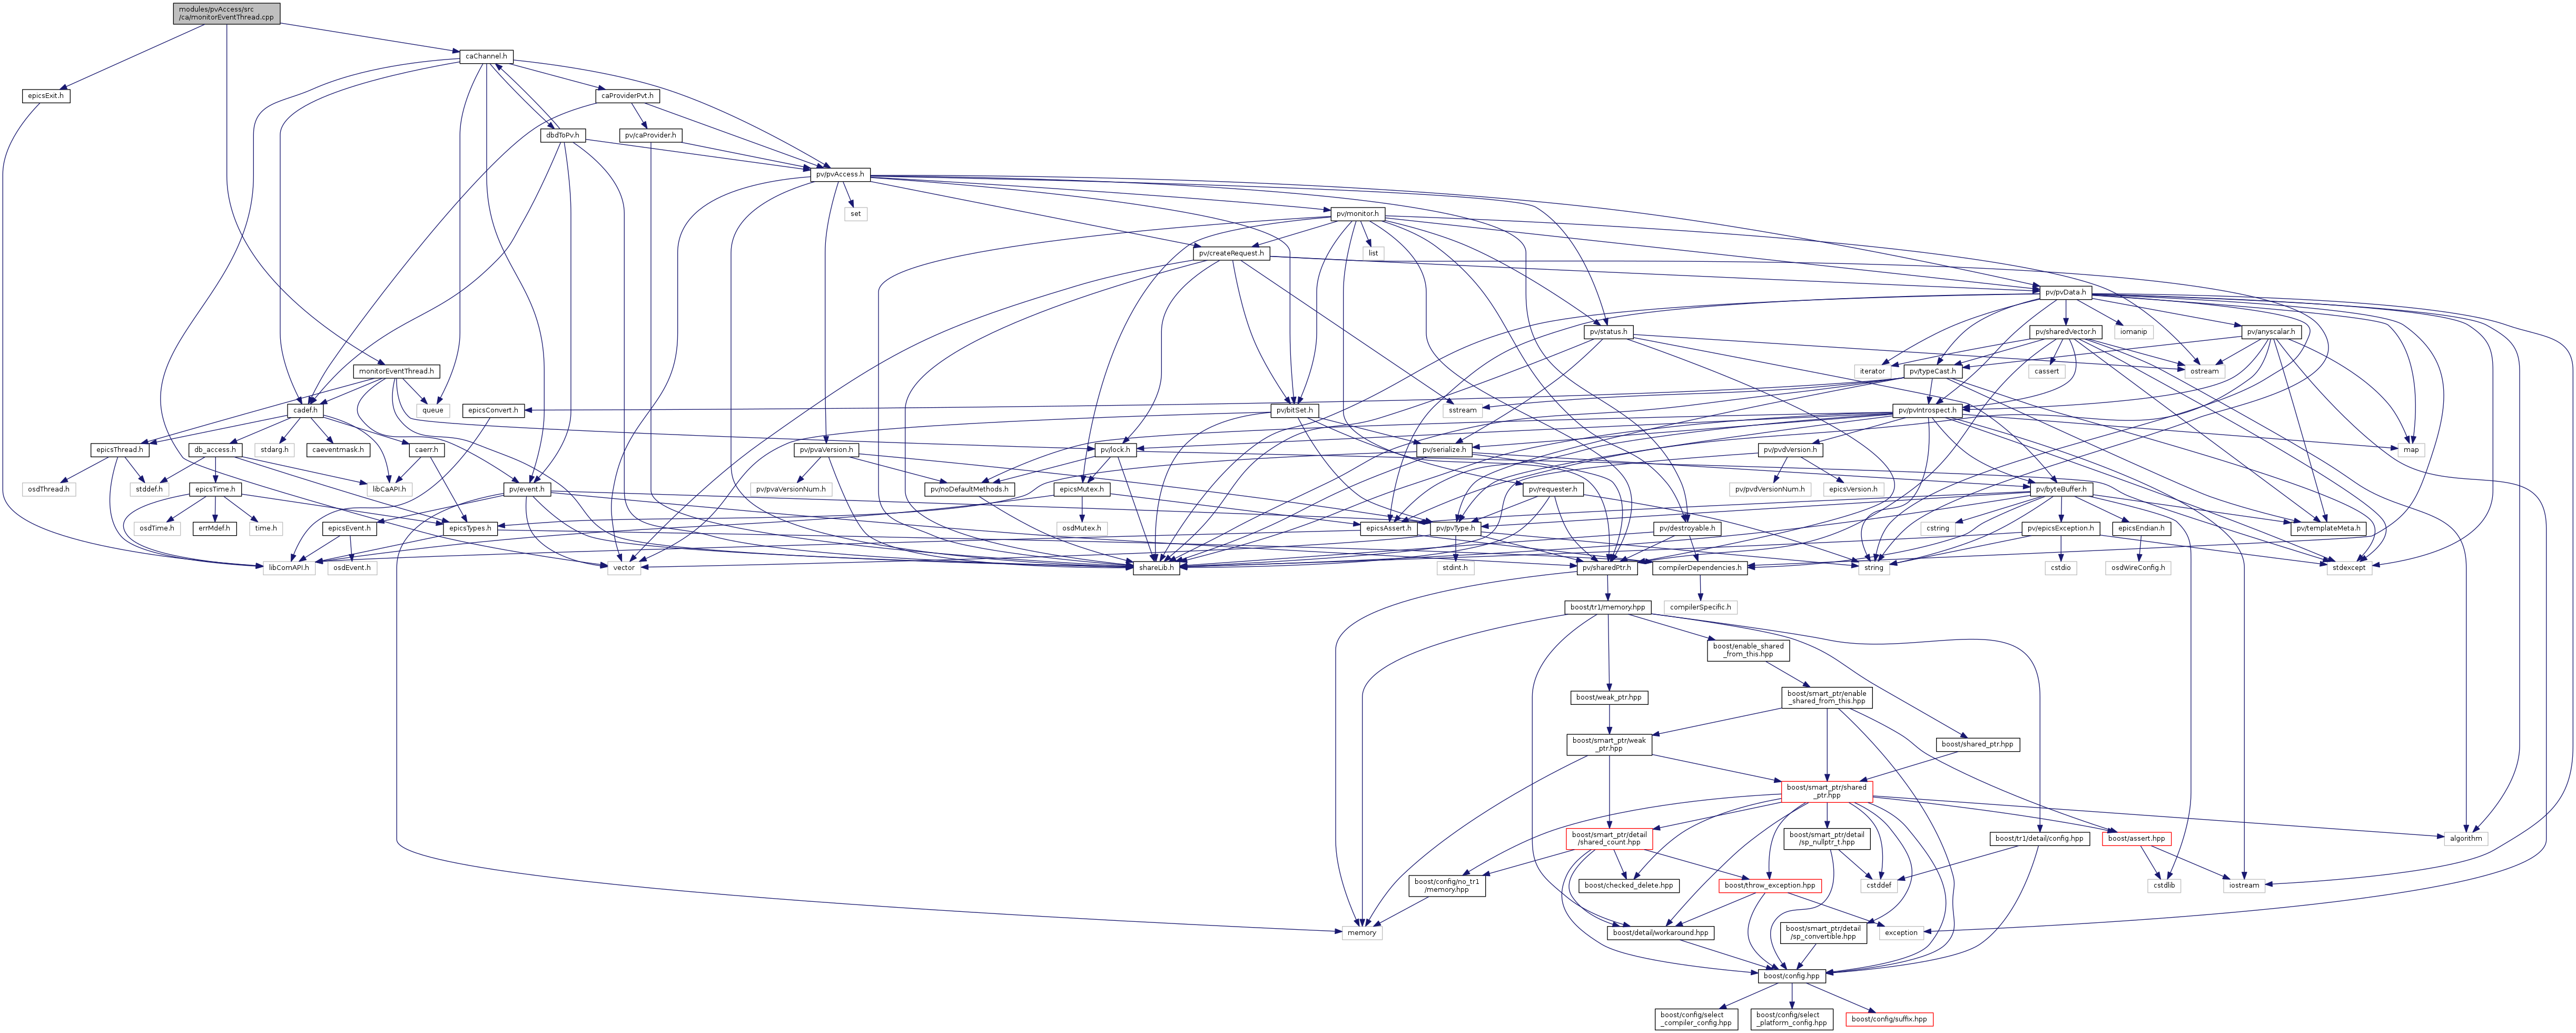 modules/pvAccess/src
/ca/monitorEventThread.cpp
caChannel.h
epicsExit.h
caProviderPvt.h
dbdToPv.h
pv/caProvider.h
pv/pvAccess.h
set
pv/monitor.h
pv/createRequest.h
list
pv/pvData.h
pv/status.h
iomanip
pv/sharedVector.h
pv/anyscalar.h
monitorEventThread.h
iterator
pv/typeCast.h
cassert
ostream
cadef.h
queue
epicsConvert.h
pv/bitSet.h
sstream
pv/pvIntrospect.h
epicsThread.h
db_access.h
stdarg.h
caeventmask.h
caerr.h
pv/pvaVersion.h
pv/lock.h
pv/serialize.h
pv/pvdVersion.h
map
osdThread.h
stddef.h
epicsTime.h
libCaAPI.h
pv/event.h
pv/pvaVersionNum.h
pv/noDefaultMethods.h
epicsMutex.h
pv/requester.h
pv/pvdVersionNum.h
epicsVersion.h
pv/byteBuffer.h
osdTime.h
errMdef.h
time.h
epicsEvent.h
epicsTypes.h
osdMutex.h
epicsAssert.h
pv/pvType.h
pv/destroyable.h
cstring
pv/epicsException.h
epicsEndian.h
pv/templateMeta.h
libComAPI.h
osdEvent.h
vector
shareLib.h
stdint.h
pv/sharedPtr.h
compilerDependencies.h
string
cstdio
osdWireConfig.h
stdexcept
boost/tr1/memory.hpp
compilerSpecific.h
boost/enable_shared
_from_this.hpp
boost/weak_ptr.hpp
boost/smart_ptr/enable
_shared_from_this.hpp
boost/smart_ptr/weak
_ptr.hpp
boost/shared_ptr.hpp
boost/smart_ptr/shared
_ptr.hpp
boost/smart_ptr/detail
/shared_count.hpp
boost/smart_ptr/detail
/sp_nullptr_t.hpp
boost/tr1/detail/config.hpp
boost/assert.hpp
algorithm
boost/config/no_tr1
/memory.hpp
boost/checked_delete.hpp
boost/throw_exception.hpp
cstddef
cstdlib
iostream
memory
boost/detail/workaround.hpp
boost/smart_ptr/detail
/sp_convertible.hpp
exception
boost/config.hpp
boost/config/select
_compiler_config.hpp
boost/config/select
_platform_config.hpp
boost/config/suffix.hpp